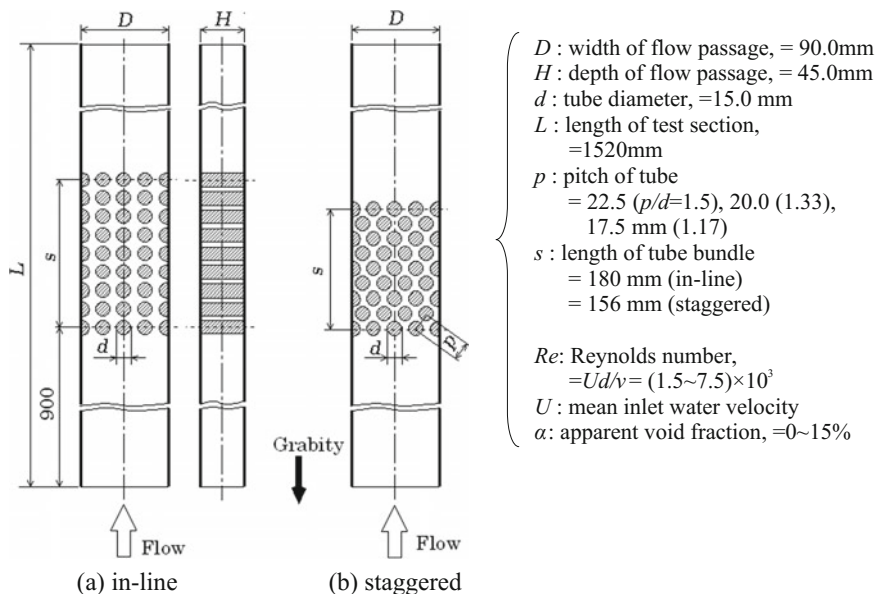 D
H
D
L
s
s
d
d
p
900
Grabity
Flow
Flow
(a) in-line
(b) staggered
D : width of flow passage, = 90.0mm
H : depth of flow passage, = 45.0mm
d : tube diameter, =15.0 mm
L : length of test section,
=1520mm
p : pitch of tube
= 22.5 (p/d=1.5), 20.0 (1.33),
17.5 mm (1.17)
s : length of tube bundle
= 180 mm (in-line)
= 156 mm (staggered)
Re: Reynolds number,
=Ud/ν = (1.5~7.5)×10³
U : mean inlet water velocity
α: apparent void fraction, =0~15%